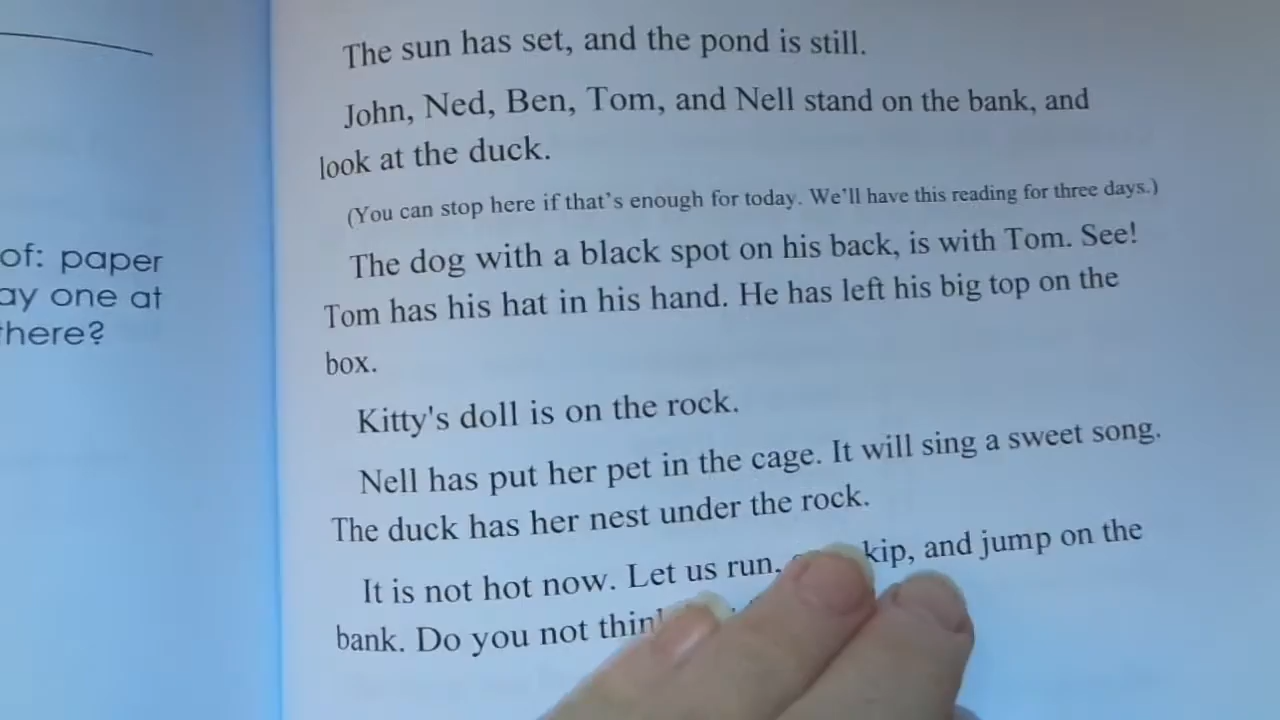 The sun has set, and the pond is still.
John, Ned, Ben, Tom, and Nell stand on the bank, and
look at the duck.
(You can stop here if that's enough for today. We'll have this reading for three days.)
of: paper
ay one at
there?
The dog with a black spot on his back, is with Tom. See!
Tom has his hat in his hand. He has left his big top on the
box.
Kitty's doll is on the rock.
Nell has put her pet in the cage. It will sing a sweet song.
The duck has her nest under the rock.
It is not hot now. Let us run, kip, and jump on the
bank. Do you not thin